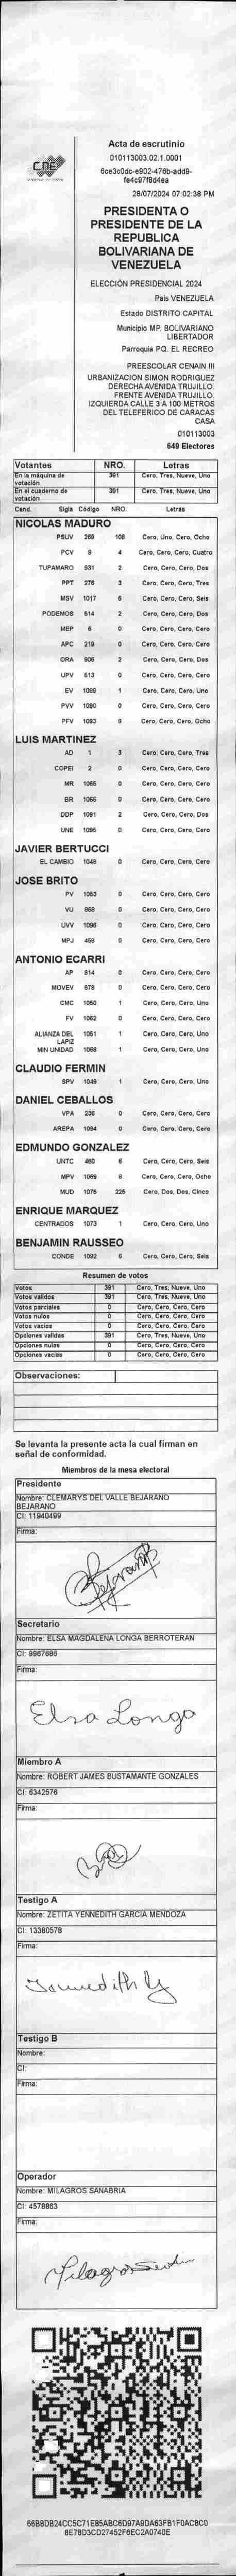 CNE
Acta de escrutinio
010113003.02.1.0001
6ce3c0dc-e902-476b-add9-
fe4c97f8d4ea
28/07/2024 07:02:38 PM
PRESIDENTA O
PRESIDENTE DE LA
REPUBLICA
BOLIVARIANA DE
VENEZUELA
ELECCIÓN PRESIDENCIAL 2024
País VENEZUELA
Estado DISTRITO CAPITAL
Municipio MP. BOLIVARIANO
LIBERTADOR
Parroquia PQ. EL RECREO
PREESCOLAR CENAIN III
URBANIZACION SIMON RODRIGUEZ
DERECHA AVENIDA TRUJILLO.
FRENTE AVENIDA TRUJILLO.
IZQUIERDA CALLE 3 A 100 METROS
DEL TELEFERICO DE CARACAS
CASA
010113003
649 Electores
Votantes NRO. Letras
En la máquina de votación 391 Cero, Tres, Nueve, Uno
En el cuaderno de votación 391 Cero, Tres, Nueve, Uno
Cand. Sigla Código NRO. Letras
NICOLAS MADURO
PSUV 269 108 Cero, Uno, Cero, Ocho
PCV 9 4 Cero, Cero, Cero, Cuatro
TUPAMARO 931 2 Cero, Cero, Cero, Dos
PPT 276 3 Cero, Cero, Cero, Tres
MSV 1017 6 Cero, Cero, Cero, Seis
PODEMOS 514 2 Cero, Cero, Cero, Dos
MEP 6 0 Cero, Cero, Cero, Cero
APC 219 0 Cero, Cero, Cero, Cero
ORA 906 2 Cero, Cero, Cero, Dos
UPV 613 0 Cero, Cero, Cero, Cero
EV 1089 1 Cero, Cero, Cero, Uno
PVV 1090 0 Cero, Cero, Cero, Cero
PFV 1093 8 Cero, Cero, Cero, Ocho
LUIS MARTINEZ
AD 1 3 Cero, Cero, Cero, Tres
COPEI 2 0 Cero, Cero, Cero, Cero
MR 1065 0 Cero, Cero, Cero, Cero
BR 1066 0 Cero, Cero, Cero, Cero
DDP 1091 2 Cero, Cero, Cero, Dos
UNE 1095 0 Cero, Cero, Cero, Cero
JAVIER BERTUCCI
EL CAMBIO 1048 0 Cero, Cero, Cero, Cero
JOSE BRITO
PV 1053 0 Cero, Cero, Cero, Cero
VU 868 0 Cero, Cero, Cero, Cero
UVV 1096 0 Cero, Cero, Cero, Cero
MPJ 458 0 Cero, Cero, Cero, Cero
ANTONIO ECARRI
AP 814 0 Cero, Cero, Cero, Cero
MOVEV 878 0 Cero, Cero, Cero, Cero
CMC 1050 1 Cero, Cero, Cero, Uno
FV 1062 0 Cero, Cero, Cero, Cero
ALIANZA DEL LAPIZ 1051 1 Cero, Cero, Cero, Uno
MIN UNIDAD 1088 1 Cero, Cero, Cero, Uno
CLAUDIO FERMIN
SPV 1049 1 Cero, Cero, Cero, Uno
DANIEL CEBALLOS
VPA 236 0 Cero, Cero, Cero, Cero
AREPA 1094 0 Cero, Cero, Cero, Cero
EDMUNDO GONZALEZ
UNTC 460 6 Cero, Cero, Cero, Seis
MPV 1069 8 Cero, Cero, Cero, Ocho
MUD 1075 225 Cero, Dos, Dos, Cinco
ENRIQUE MARQUEZ
CENTRADOS 1073 1 Cero, Cero, Cero, Uno
BENJAMIN RAUSSEO
CONDE 1092 6 Cero, Cero, Cero, Seis
Resumen de votos
Votos 391 Cero, Tres, Nueve, Uno
Votos validos 391 Cero, Tres, Nueve, Uno
Votos parciales 0 Cero, Cero, Cero, Cero
Votos nulos 0 Cero, Cero, Cero, Cero
Votos vacios 0 Cero, Cero, Cero, Cero
Opciones validas 391 Cero, Tres, Nueve, Uno
Opciones nulas 0 Cero, Cero, Cero, Cero
Opciones vacias 0 Cero, Cero, Cero, Cero
Observaciones:
Se levanta la presente acta la cual firman en
señal de conformidad.
Miembros de la mesa electoral
Presidente
Nombre: CLEMARYS DEL VALLE BEJARANO
BEJARANO
CI: 11940499
Firma:
Bejarano
Secretario
Nombre: ELSA MAGDALENA LONGA BERROTERAN
CI: 9967686
Firma:
Elsa Longa
Miembro A
Nombre: ROBERT JAMES BUSTAMANTE GONZALES
CI: 6342576
Firma:
Testigo A
Nombre: ZETITA YENNEDITH GARCIA MENDOZA
CI: 13380578
Firma:
Testigo B
Nombre:
CI:
Firma:
Operador
Nombre: MILAGROS SANABRIA
CI: 4578863
Firma:
66B8DB24CC5C71E85ABC6D97A9DA63FB1F0AC8C0
8E78D3CD27452F6EC2A0740E